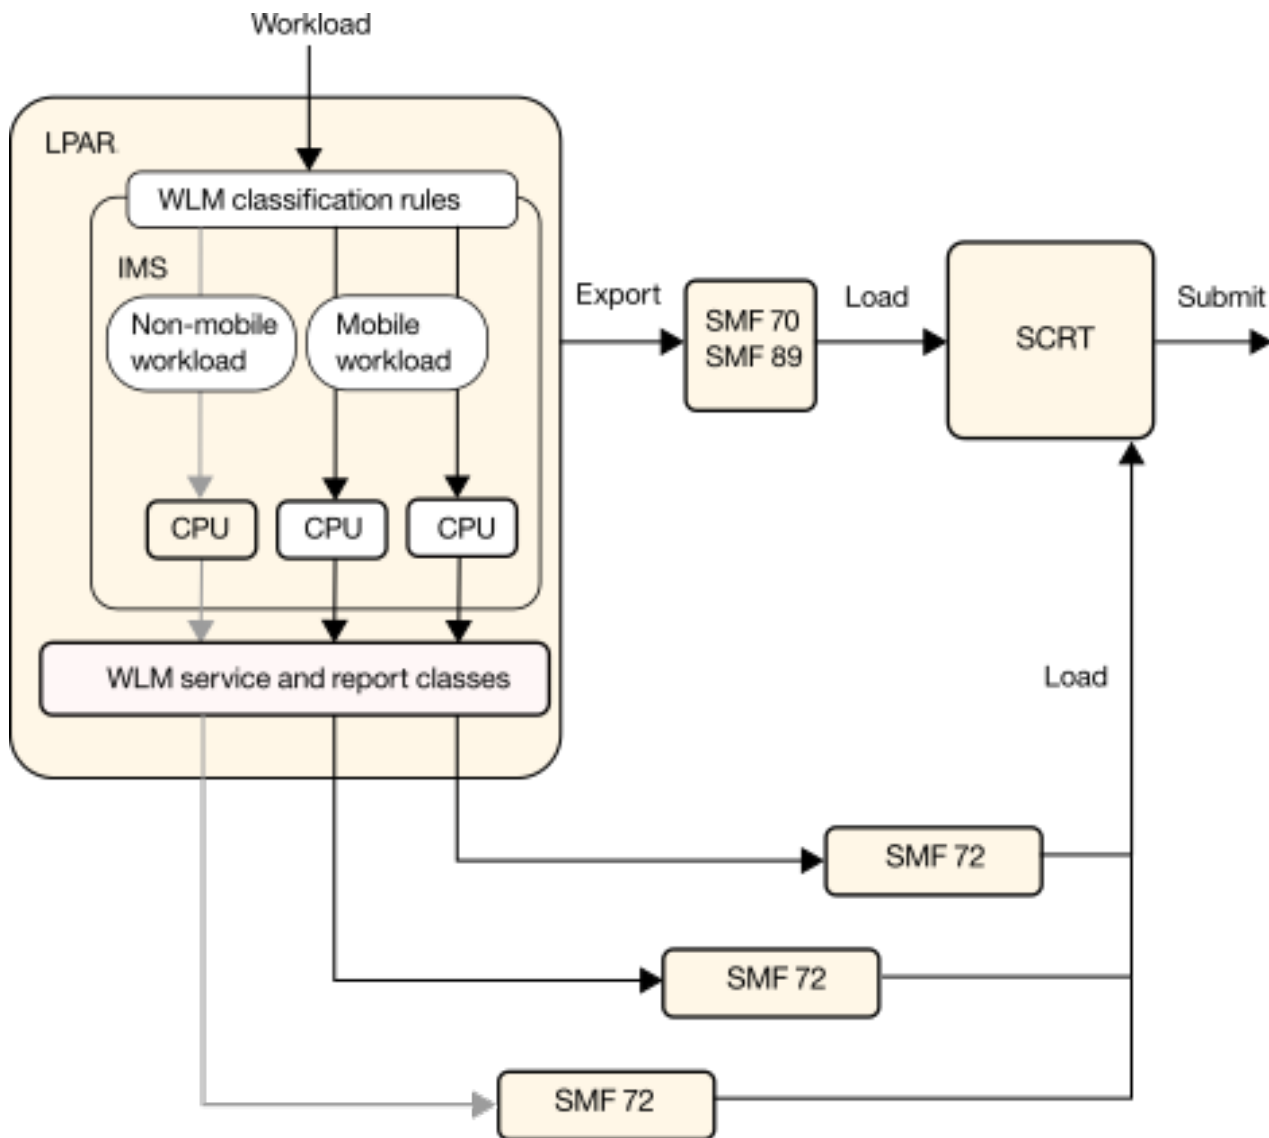 Workload
LPAR
WLM classification rules
IMS
Non-mobile
workload
Mobile
workload
CPU
CPU
CPU
WLM service and report classes
Export
SMF 70
SMF 89
Load
SCRT
Submit
Load
SMF 72
SMF 72
SMF 72